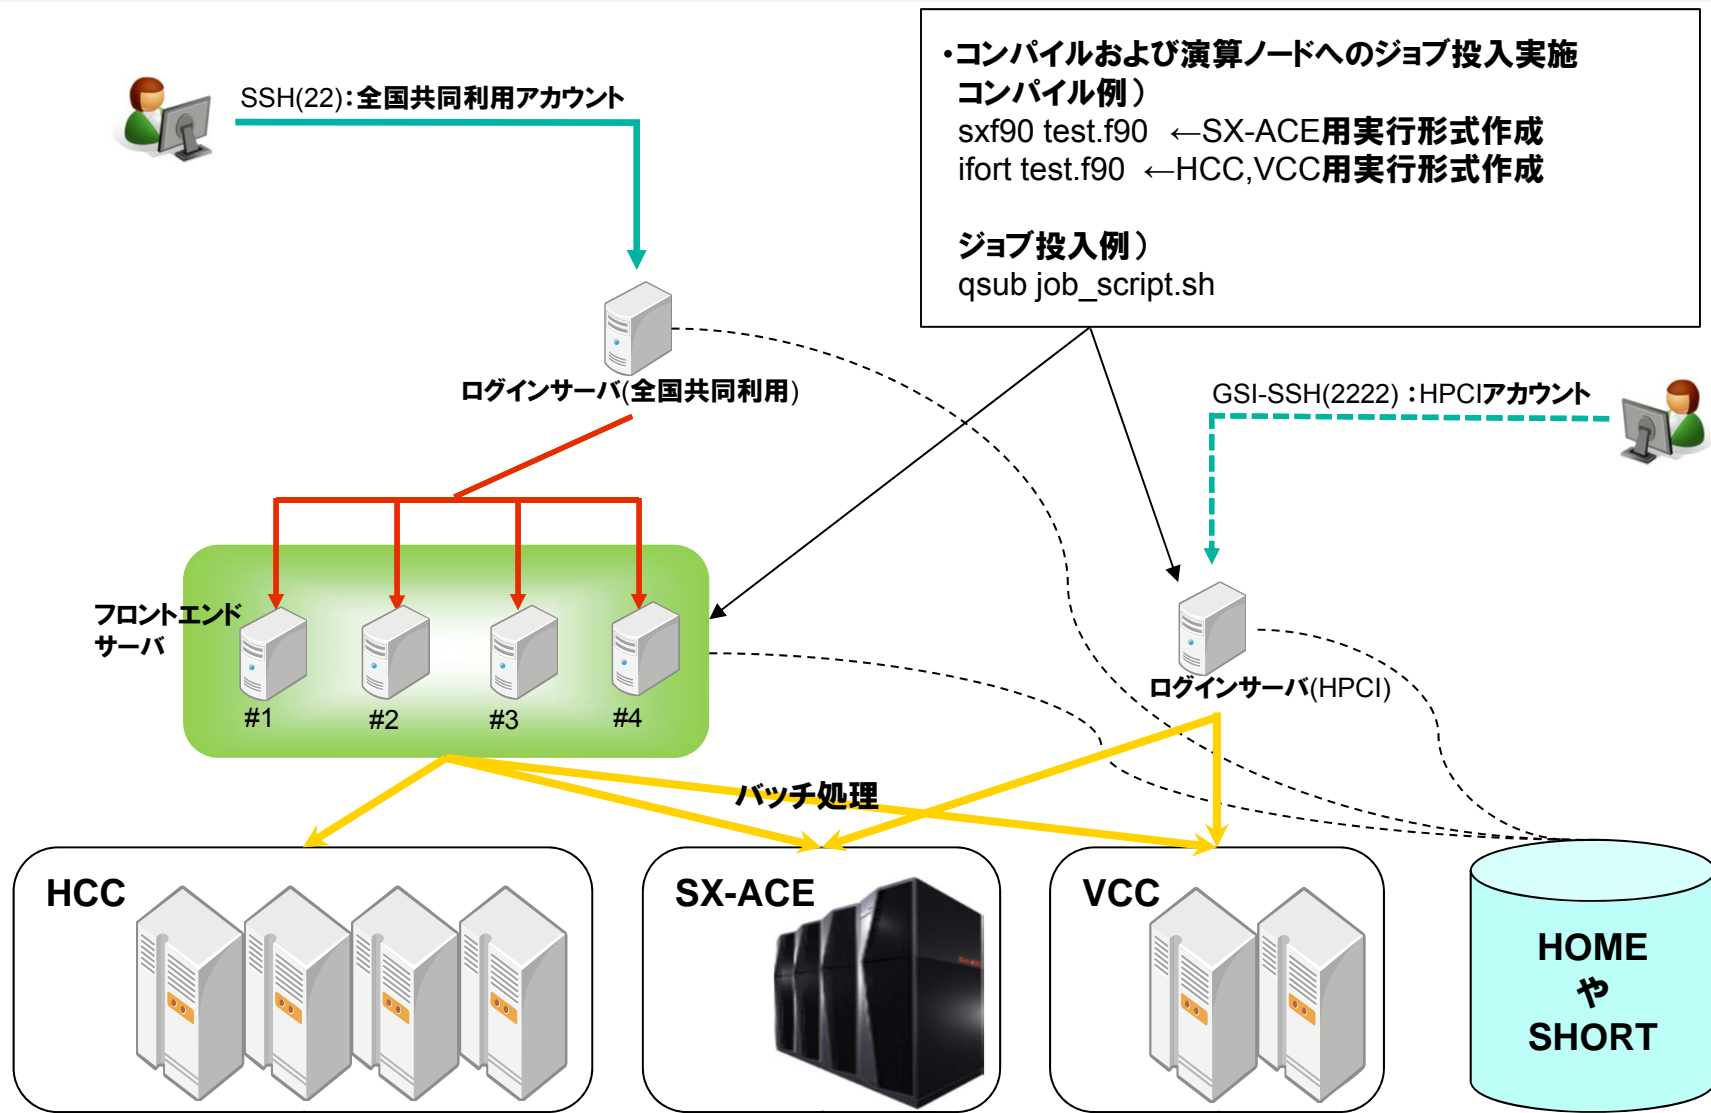 ・コンパイルおよび演算ノードへのジョブ投入実施
コンパイル例）
sxf90 test.f90 ←SX-ACE用実行形式作成
ifort test.f90 ←HCC,VCC用実行形式作成
ジョブ投入例）
qsub job_script.sh
SSH(22)：全国共同利用アカウント
ログインサーバ(全国共同利用)
GSI-SSH(2222)：HPCIアカウント
フロントエンド
サーバ
#1
#2
#3
#4
ログインサーバ(HPCI)
バッチ処理
HCC
SX-ACE
VCC
HOME
や
SHORT